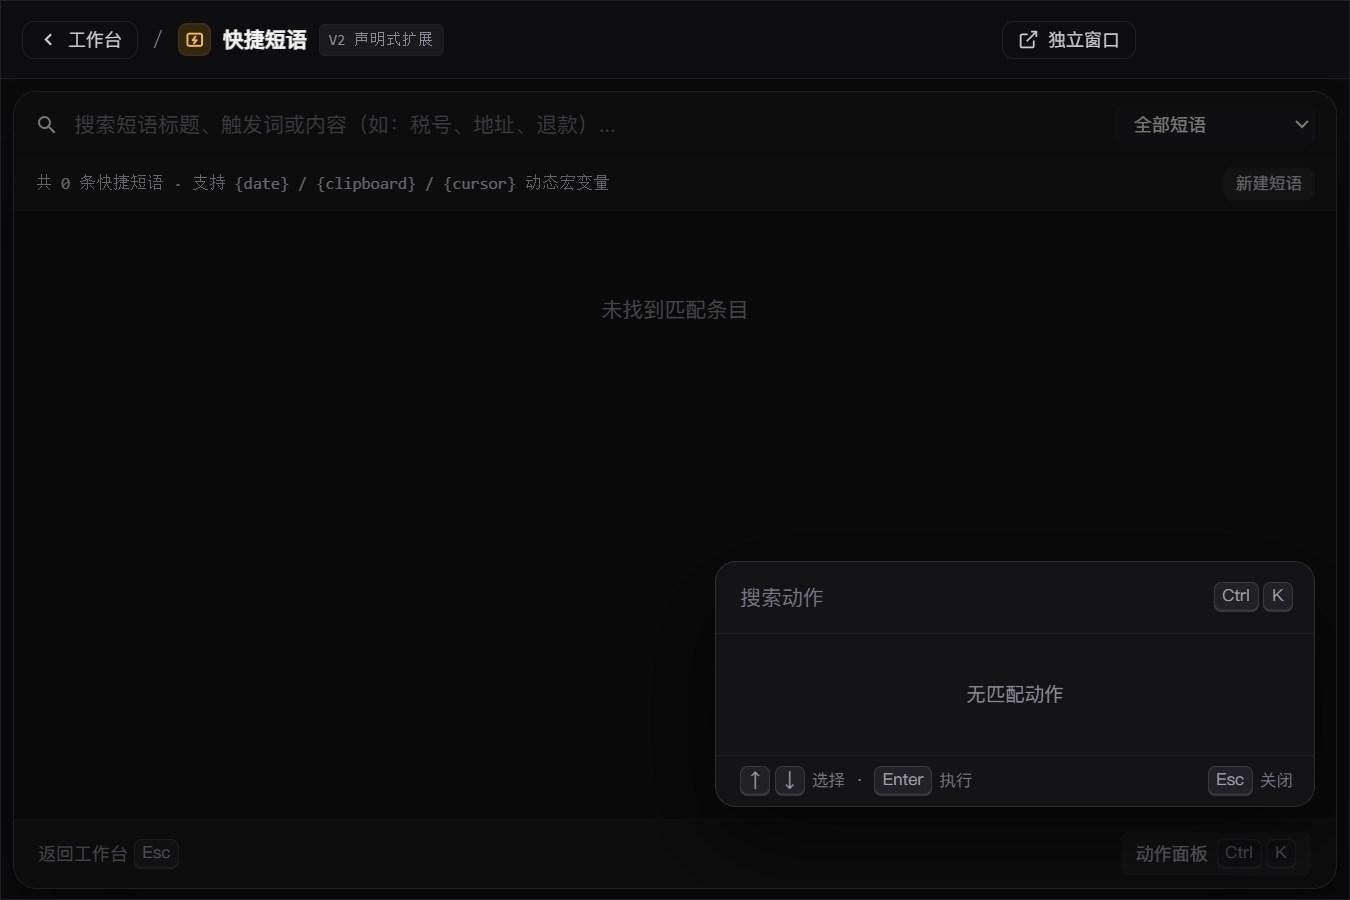 工作台 / 快捷短语 V2 声明式扩展 独立窗口
搜索短语标题、触发词或内容（如：税号、地址、退款）... 全部短语
共 0 条快捷短语 · 支持 {date} / {clipboard} / {cursor} 动态宏变量 新建短语
未找到匹配条目
搜索动作 Ctrl K
无匹配动作
↑ ↓ 选择 · Enter 执行 Esc 关闭
返回工作台 Esc 动作面板 Ctrl K